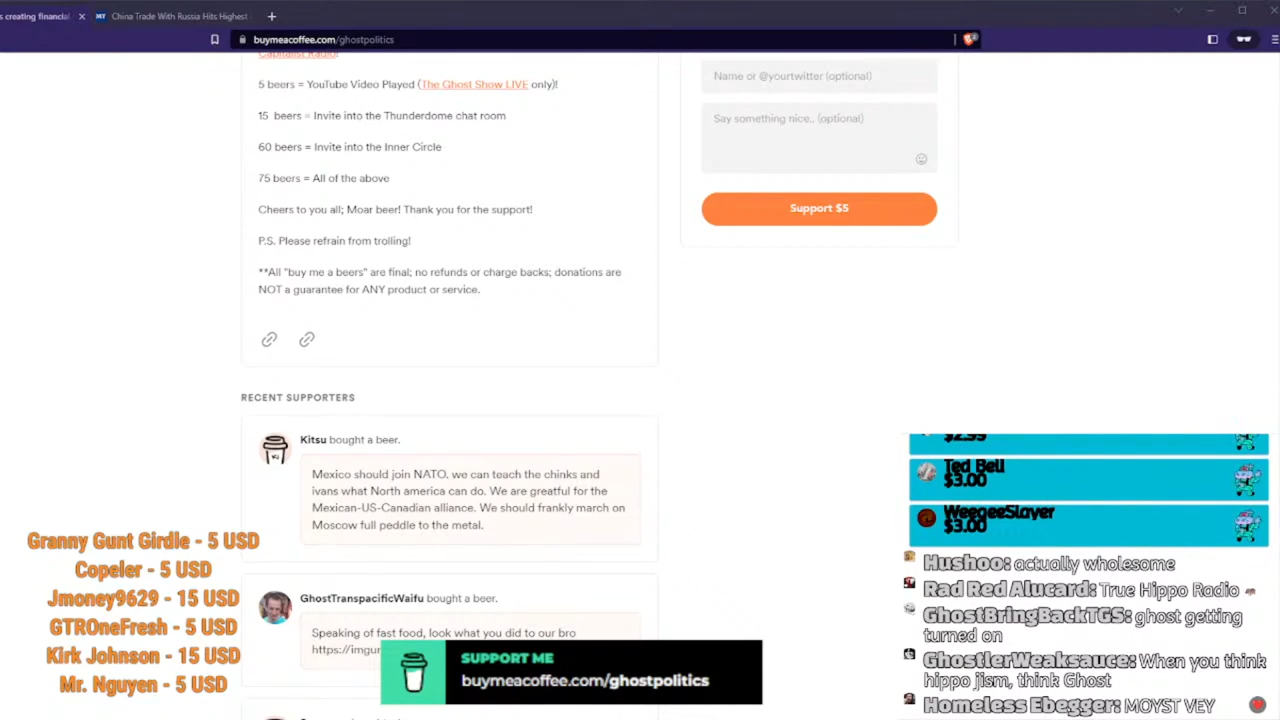 s creating financial
MT China Trade With Russia Hits Highest
buymeacoffee.com/ghostpolitics
Capitalist Radio!
5 beers = YouTube Video Played (The Ghost Show LIVE only)!
15 beers = Invite into the Thunderdome chat room
60 beers = Invite into the Inner Circle
75 beers = All of the above
Cheers to you all; Moar beer! Thank you for the support!
P.S. Please refrain from trolling!
**All "buy me a beers" are final; no refunds or charge backs; donations are
NOT a guarantee for ANY product or service.
Name or @yourtwitter (optional)
Say something nice.. (optional)
Support $5
RECENT SUPPORTERS
Kitsu bought a beer.
Mexico should join NATO. we can teach the chinks and
ivans what North america can do. We are greatful for the
Mexican-US-Canadian alliance. We should frankly march on
Moscow full peddle to the metal.
GhostTranspacificWaifu bought a beer.
Speaking of fast food, look what you did to our bro
https://imgur
Granny Gunt Girdle - 5 USD
Copeler - 5 USD
Jmoney9629 - 15 USD
GTROneFresh - 5 USD
Kirk Johnson - 15 USD
Mr. Nguyen - 5 USD
SUPPORT ME
buymeacoffee.com/ghostpolitics
$2.99
Ted Bell
$3.00
WeegeeSlayer
$3.00
Hushoo: actually wholesome
Rad Red Alucard: True Hippo Radio
GhostBringBackTGS: ghost getting
turned on
GhostlerWeaksauce: When you think
hippo jism, think Ghost
Homeless Ebegger: MOYST VEY